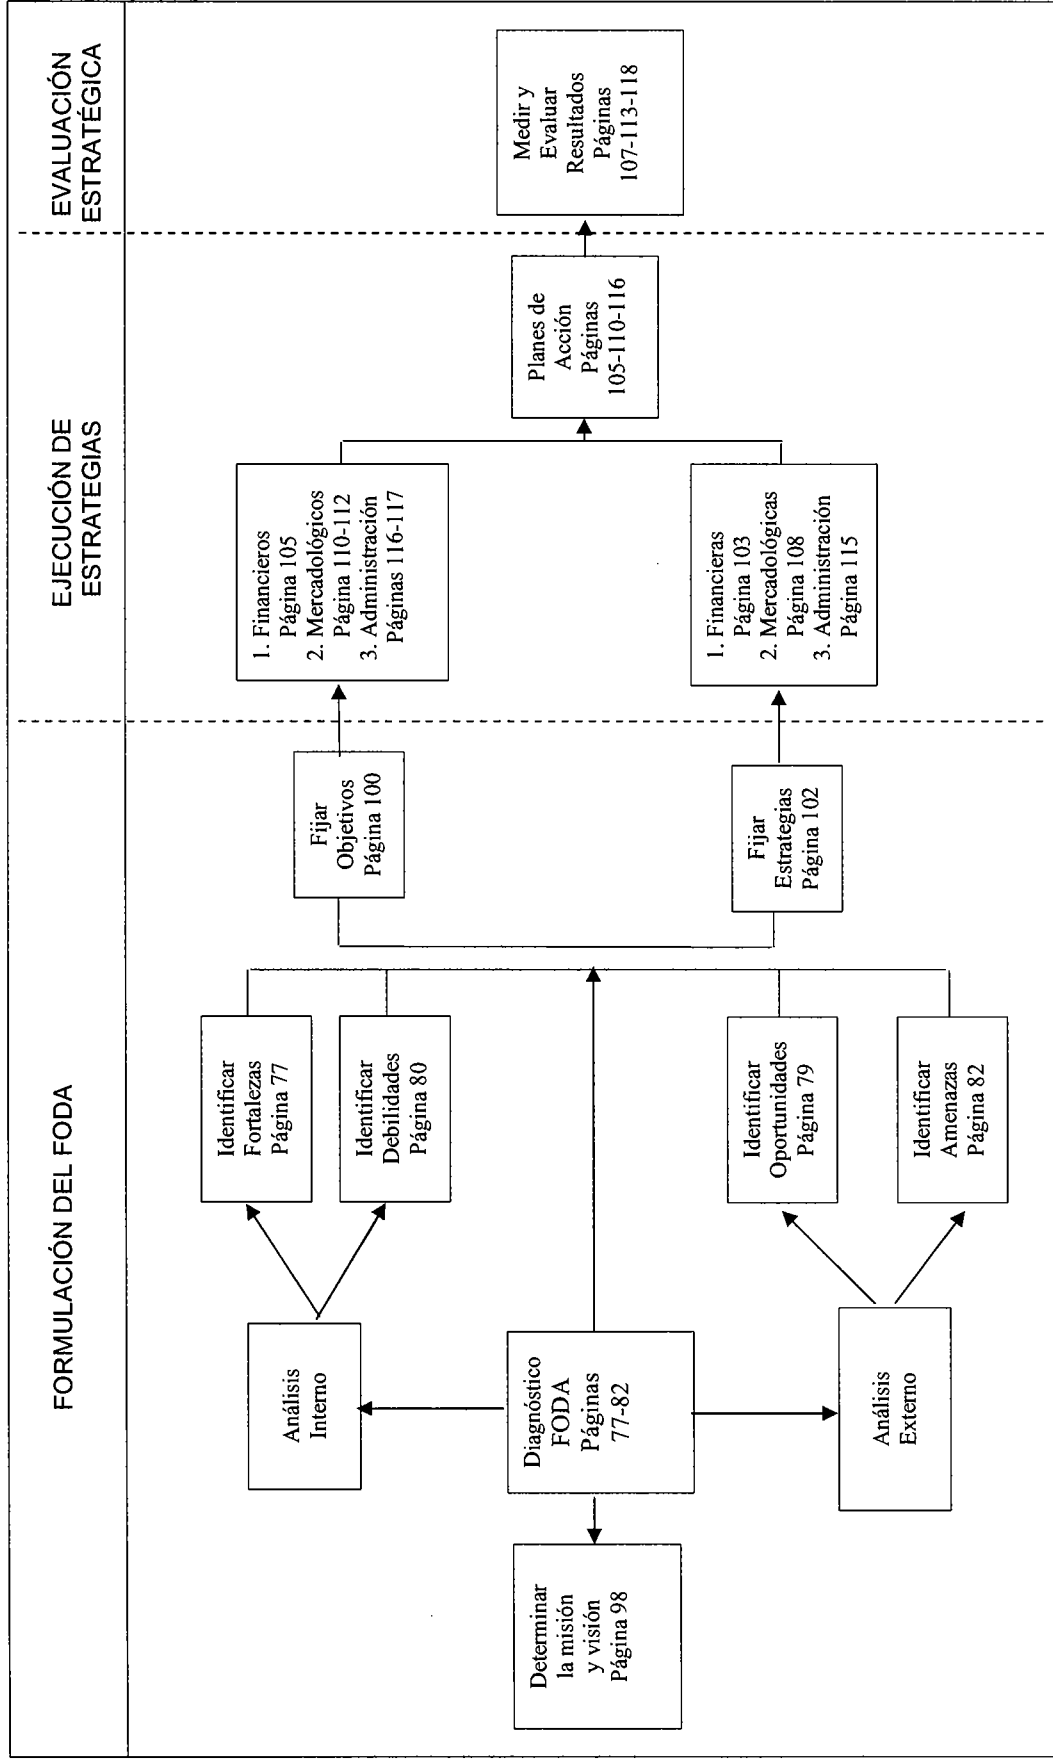 FORMULACIÓN DEL FODA
EJECUCIÓN DE
ESTRATEGIAS
EVALUACIÓN
ESTRATÉGICA
Determinar
la misión
y visión
Página 98
Análisis
Interno
Diagnóstico
FODA
Páginas
77-82
Análisis
Externo
Identificar
Fortalezas
Página 77
Identificar
Debilidades
Página 80
Identificar
Oportunidades
Página 79
Identificar
Amenazas
Página 82
Fijar
Objetivos
Página 100
Fijar
Estrategias
Página 102
1. Financieros
Página 105
2. Mercadológicos
Página 110-112
3. Administración
Páginas 116-117
1. Financieras
Página 103
2. Mercadológicas
Página 108
3. Administración
Página 115
Planes de
Acción
Páginas
105-110-116
Medir y
Evaluar
Resultados
Páginas
107-113-118